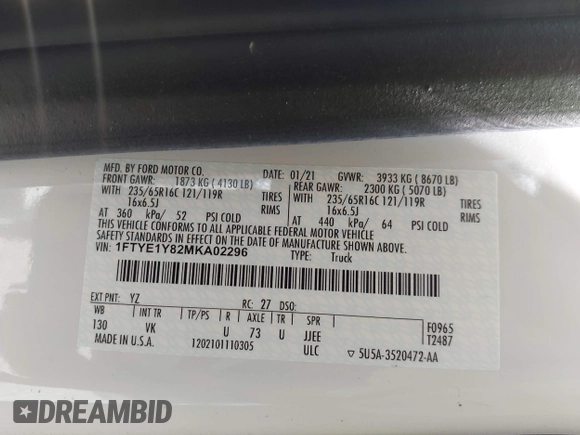 MFD. BY FORD MOTOR CO. 01/21 GVWR: 3933 KG ( 8670 LB)
FRONT GAWR: 1873 KG ( 4130 LB) REAR GAWR: 2300 KG ( 5070 LB)
WITH 235/65R16C 121/119R TIRES WITH 235/65R16C 121/119R TIRES
16x6.5J RIMS 16x6.5J RIMS
AT 360 kPa/ 52 PSI COLD AT 440 kPa/ 64 PSI COLD
THIS VEHICLE CONFORMS TO ALL APPLICABLE FEDERAL MOTOR VEHICLE
SAFETY STANDARDS IN EFFECT ON THE DATE OF MANUFACTURE SHOWN ABOVE.
VIN: 1FTYE1Y82MKA02296 TYPE: Truck
EXT PNT: YZ RC: 27 DSO:
WB INT TR TP/PS R AXLE TR SPR F0965
130 VK U 73 U JJEE T2487
MADE IN U.S.A. 1202101110305 ULC ▽ 5U5A-3520472-AA
DREAMBID